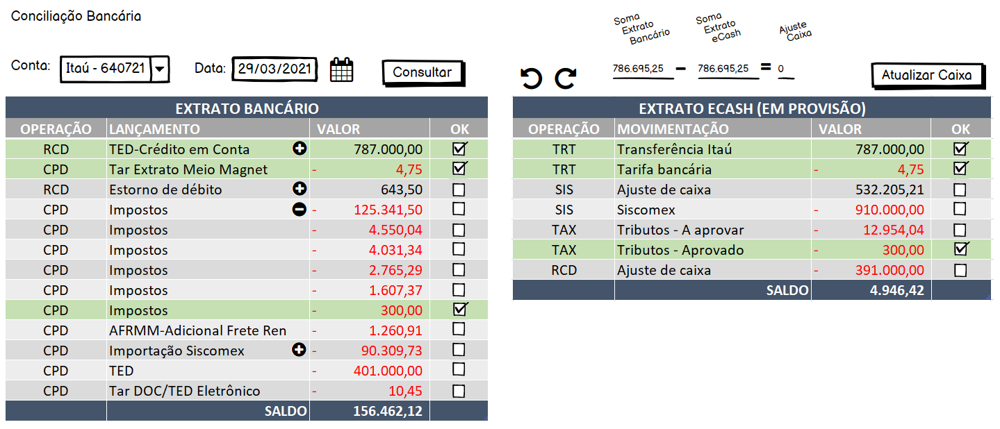 Conciliação Bancária
Soma Extrato Bancário
Soma Extrato eCash
Ajuste Caixa
Conta: Itaú - 640721 Data: 29/03/2021 Consultar
786.695,25 - 786.695,25 = 0
Atualizar Caixa
EXTRATO BANCÁRIO
OPERAÇÃO LANÇAMENTO VALOR OK
RCD TED-Crédito em Conta 787.000,00
CPD Tar Extrato Meio Magnet - 4,75
RCD Estorno de débito 643,50
CPD Impostos - 125.341,50
CPD Impostos - 4.550,04
CPD Impostos - 4.031,34
CPD Impostos - 2.765,29
CPD Impostos - 1.607,37
CPD Impostos - 300,00
CPD AFRMM-Adicional Frete Ren - 1.260,91
CPD Importação Siscomex - 90.309,73
CPD TED - 401.000,00
CPD Tar DOC/TED Eletrônico - 10,45
SALDO 156.462,12
EXTRATO ECASH (EM PROVISÃO)
OPERAÇÃO MOVIMENTAÇÃO VALOR OK
TRT Transferência Itaú 787.000,00
TRT Tarifa bancária - 4,75
SIS Ajuste de caixa 532.205,21
SIS Siscomex - 910.000,00
TAX Tributos - A aprovar - 12.954,04
TAX Tributos - Aprovado - 300,00
RCD Ajuste de caixa - 391.000,00
SALDO 4.946,42